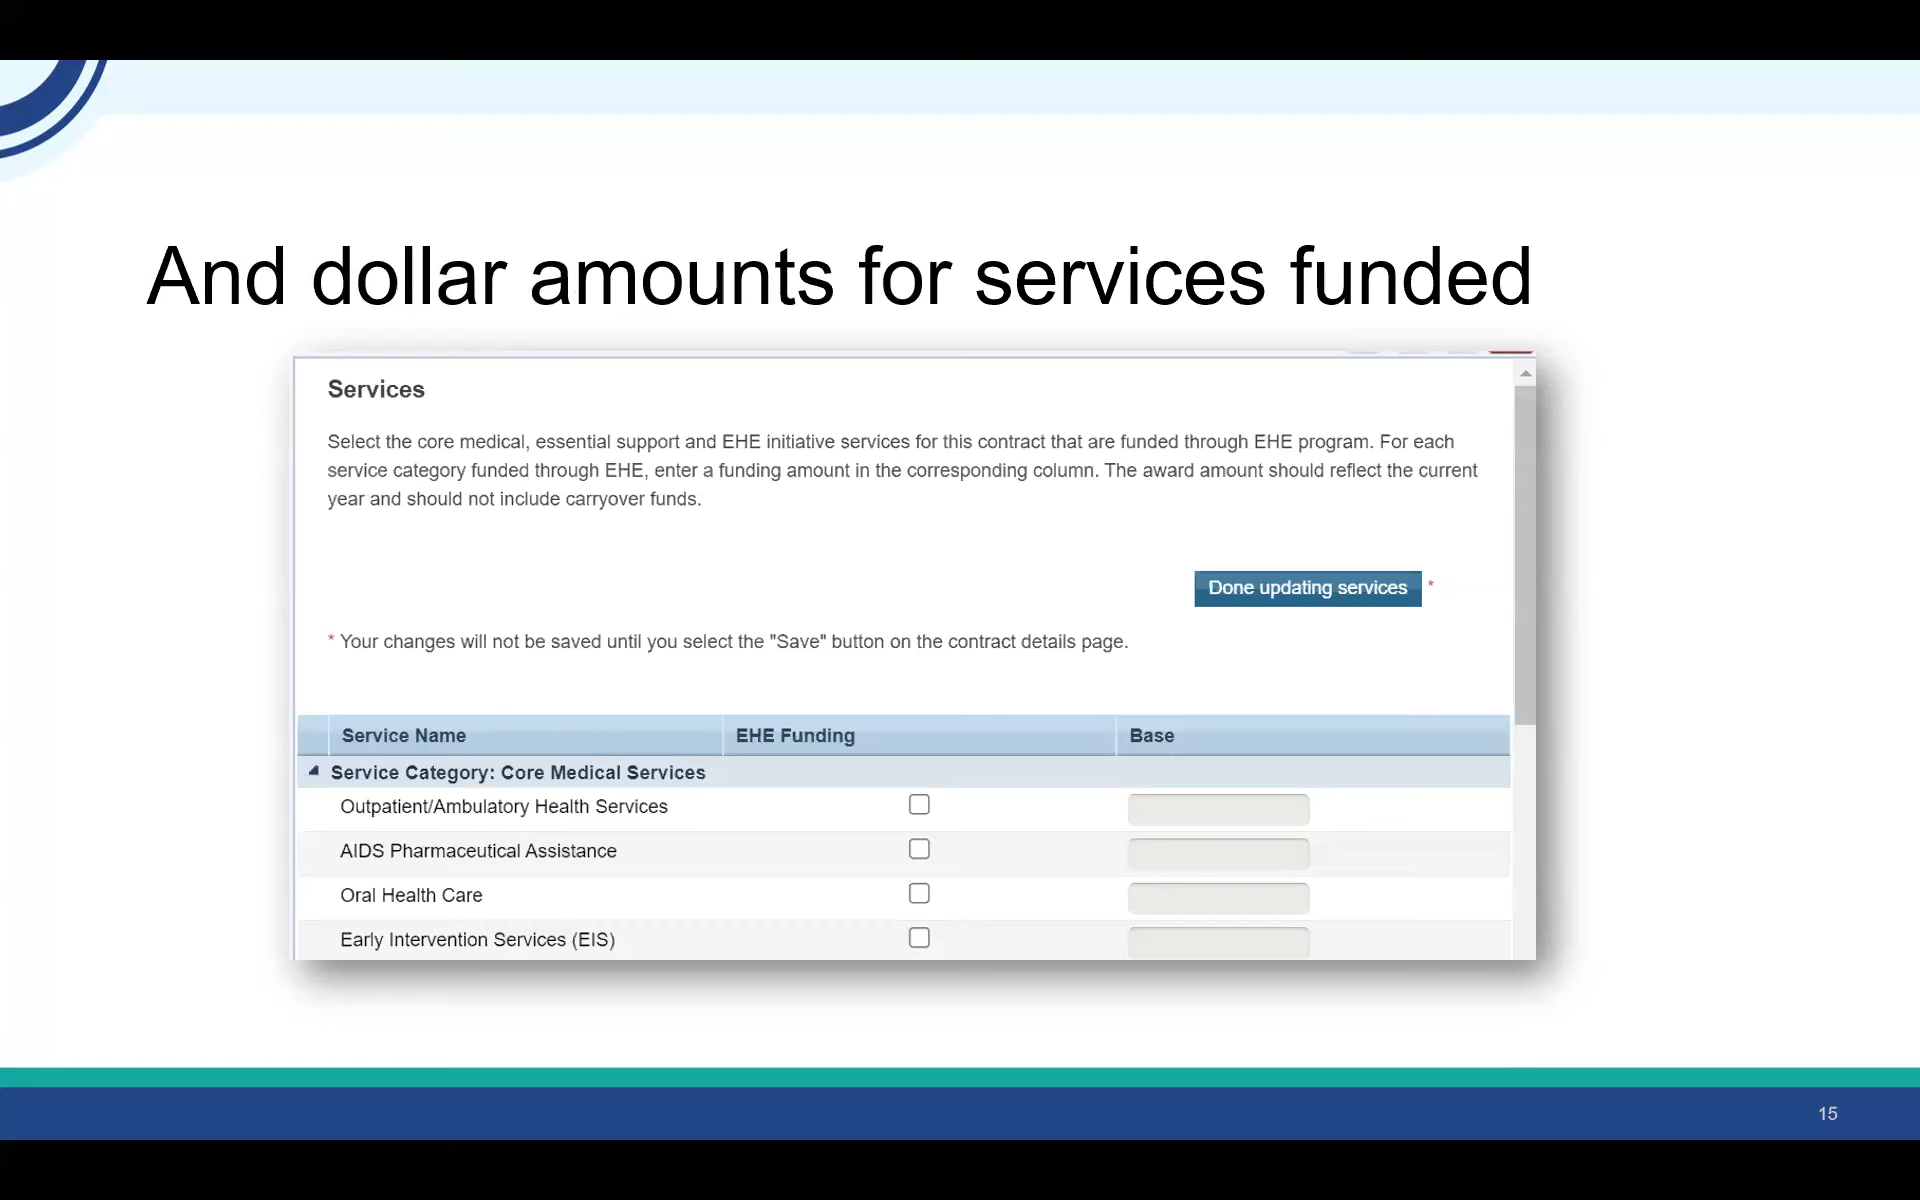 And dollar amounts for services funded
Services
Select the core medical, essential support and EHE initiative services for this contract that are funded through EHE program. For each
service category funded through EHE, enter a funding amount in the corresponding column. The award amount should reflect the current
year and should not include carryover funds.
Done updating services *
* Your changes will not be saved until you select the "Save" button on the contract details page.
Service Name EHE Funding Base
Service Category: Core Medical Services
Outpatient/Ambulatory Health Services
AIDS Pharmaceutical Assistance
Oral Health Care
Early Intervention Services (EIS)
15